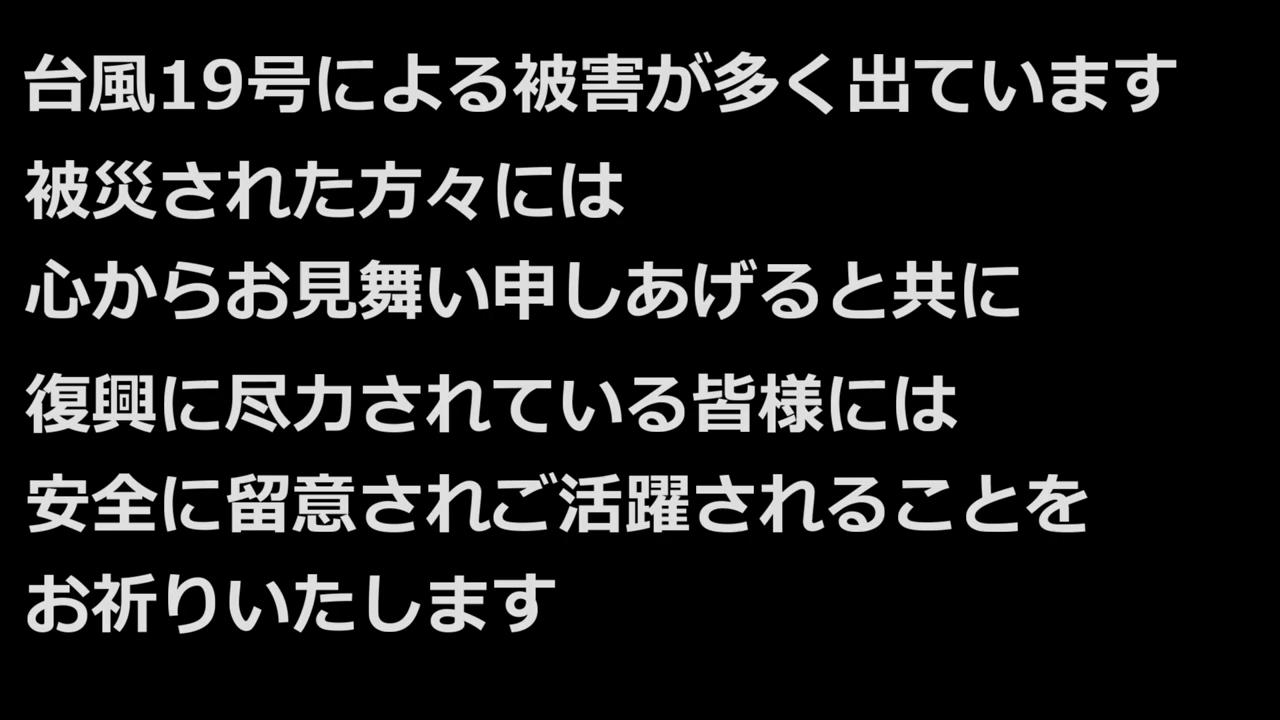 台風19号による被害が多く出ています
被災された方々には
心からお見舞い申しあげると共に
復興に尽力されている皆様には
安全に留意されご活躍されることを
お祈りいたします